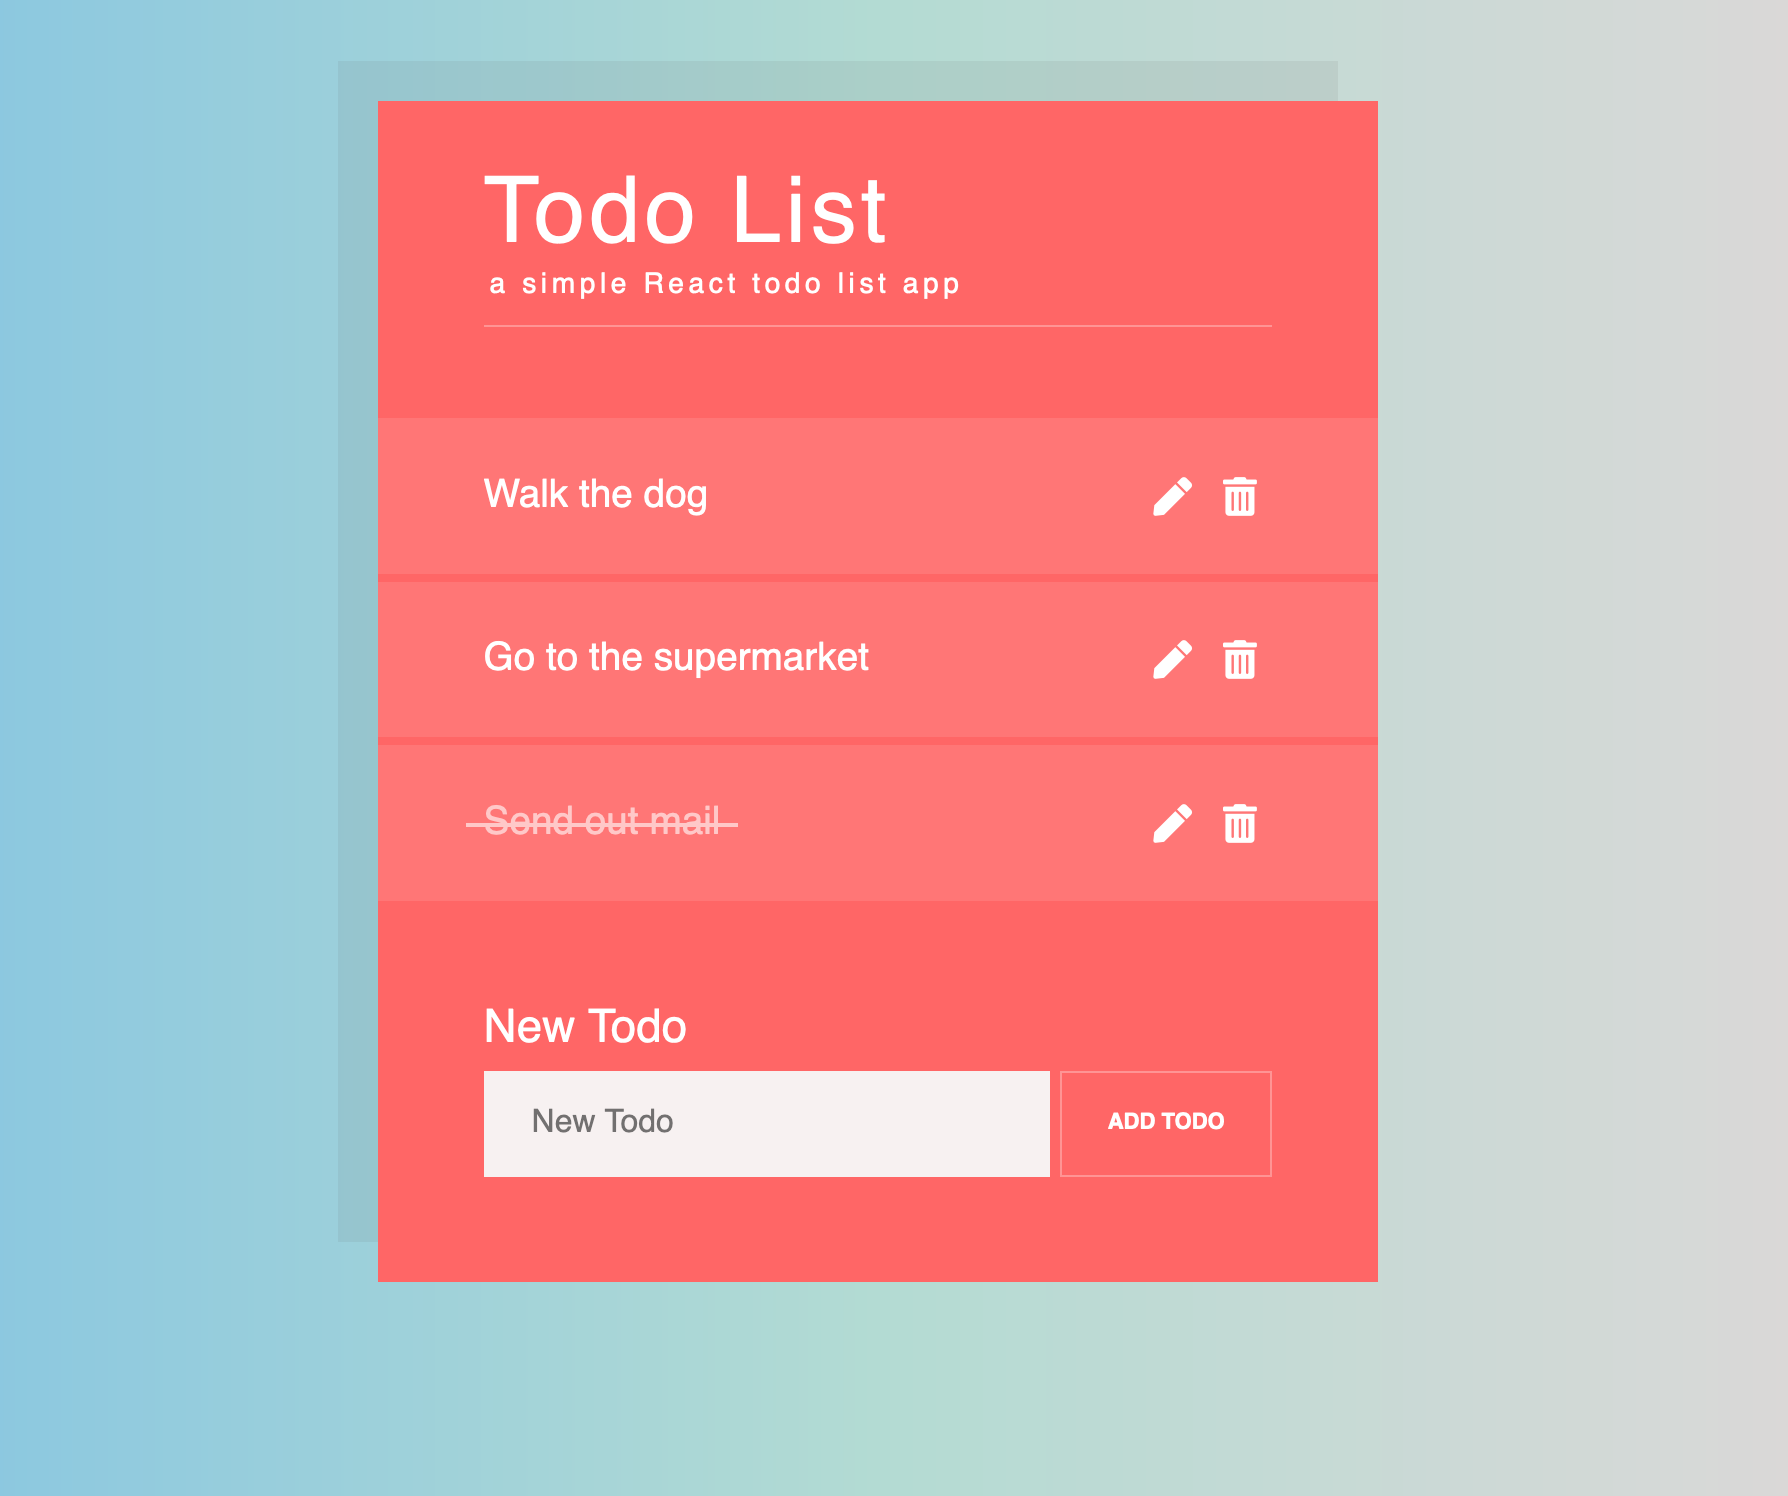 Todo List
a simple React todo list app
Walk the dog
Go to the supermarket
Send out mail
New Todo
New Todo
ADD TODO